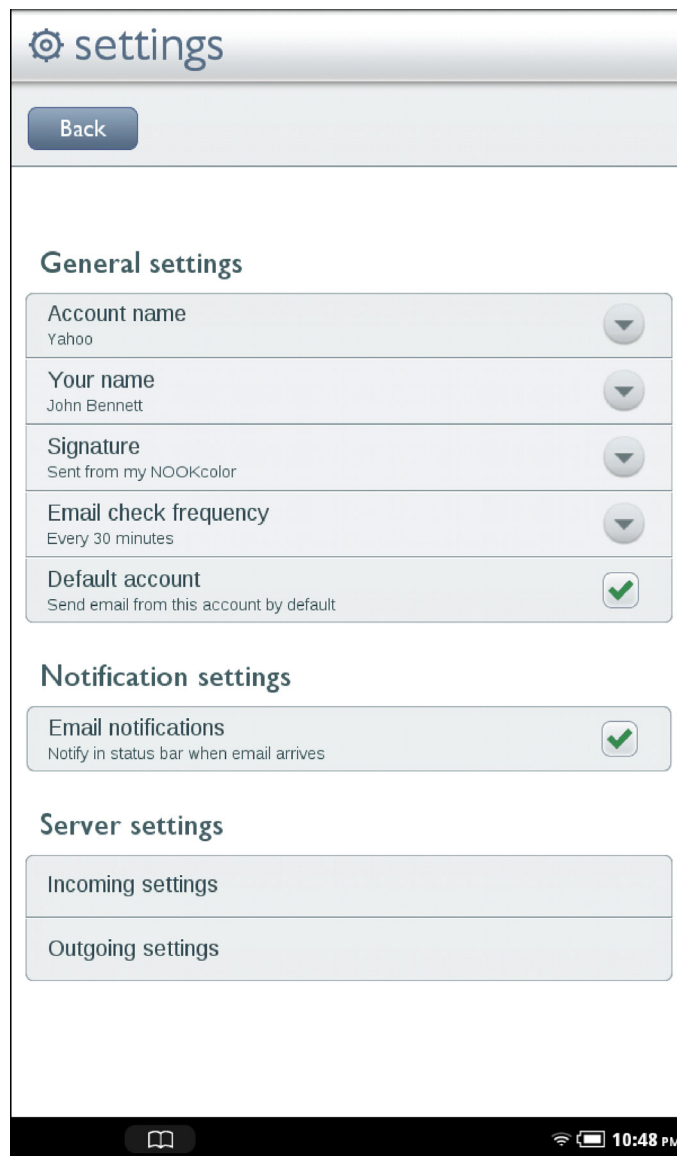 settings
Back
General settings
Account name
Yahoo
Your name
John Bennett
Signature
Sent from my NOOKcolor
Email check frequency
Every 30 minutes
Default account
Send email from this account by default
Notification settings
Email notifications
Notify in status bar when email arrives
Server settings
Incoming settings
Outgoing settings
10:48 PM